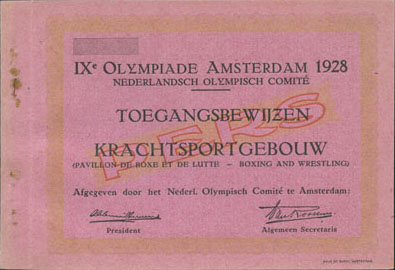 IXe OLYMPIADE AMSTERDAM 1928
NEDERLANDSCH OLYMPISCH COMITÉ
TOEGANGSBEWIJZEN
PERS
KRACHTSPORTGEBOUW
(PAVILLON DE BOXE ET DE LUTTE - BOXING AND WRESTLING)
Afgegeven door het Nederl. Olympisch Comité te Amsterdam:
President
Algemeen Secretaris